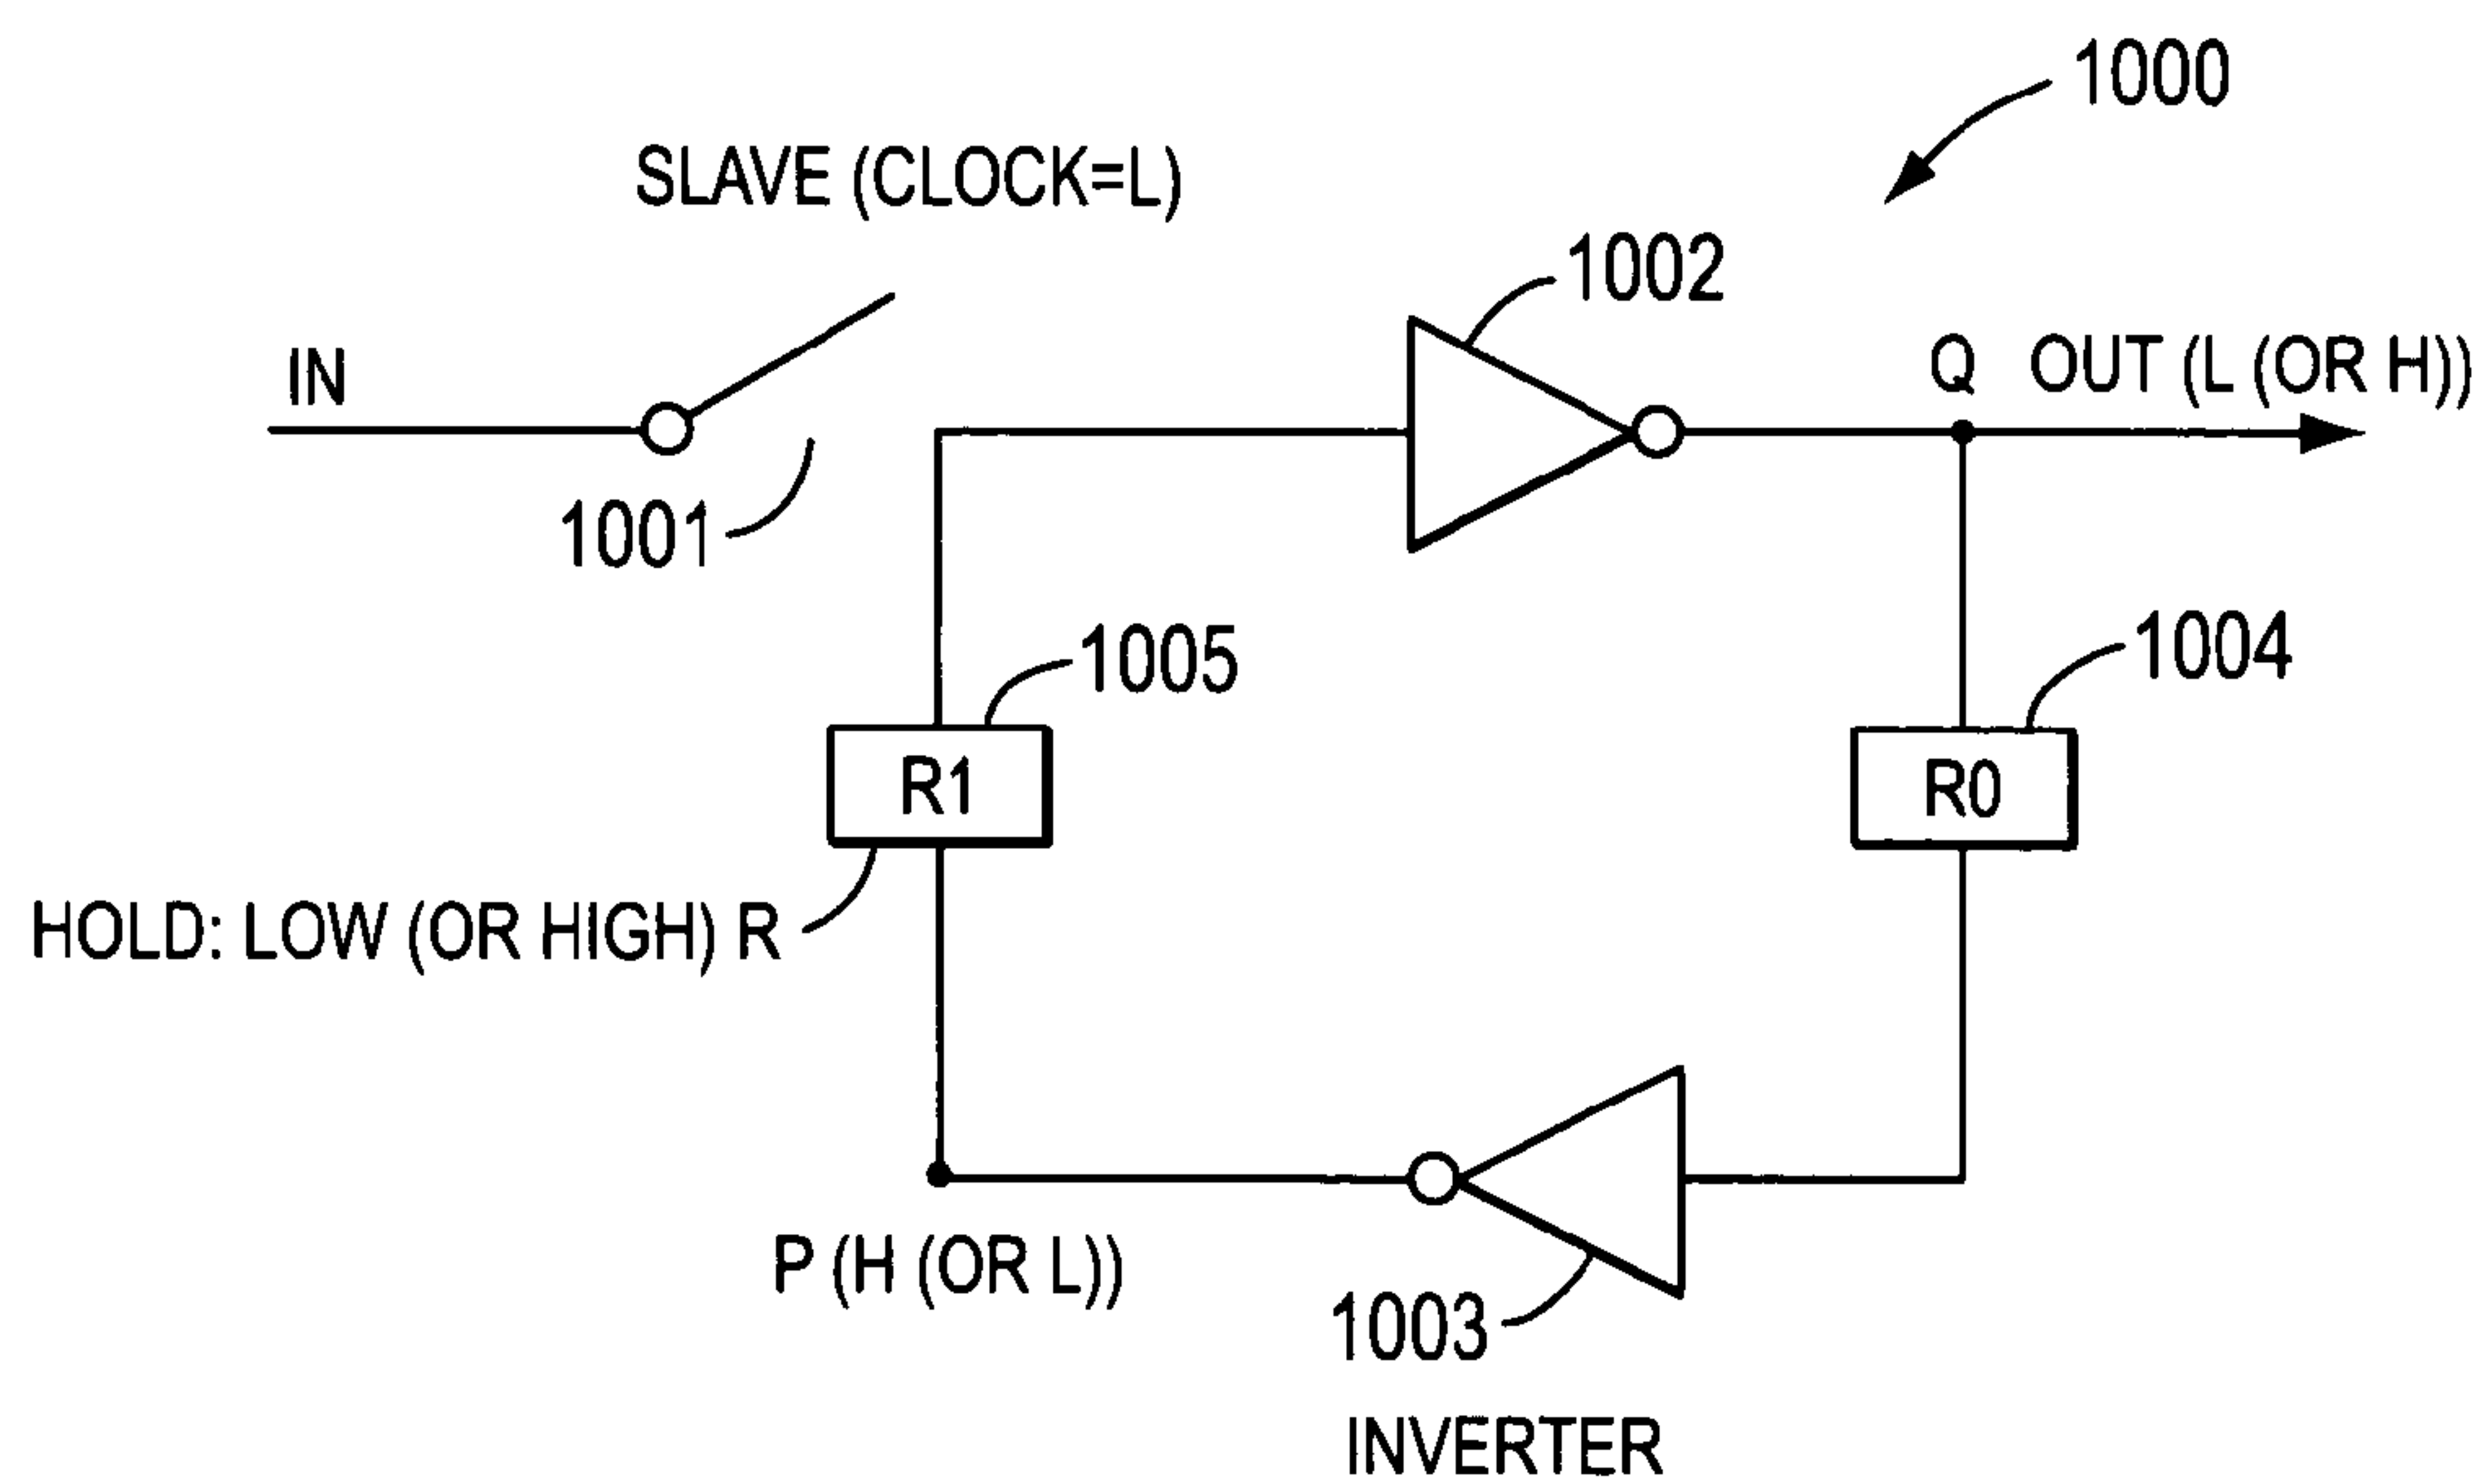 1000
SLAVE (CLOCK=L)
1002
IN
Q OUT (L (OR H))
1001
1005
1004
R1
R0
HOLD: LOW (OR HIGH) R
P (H (OR L))
1003
INVERTER